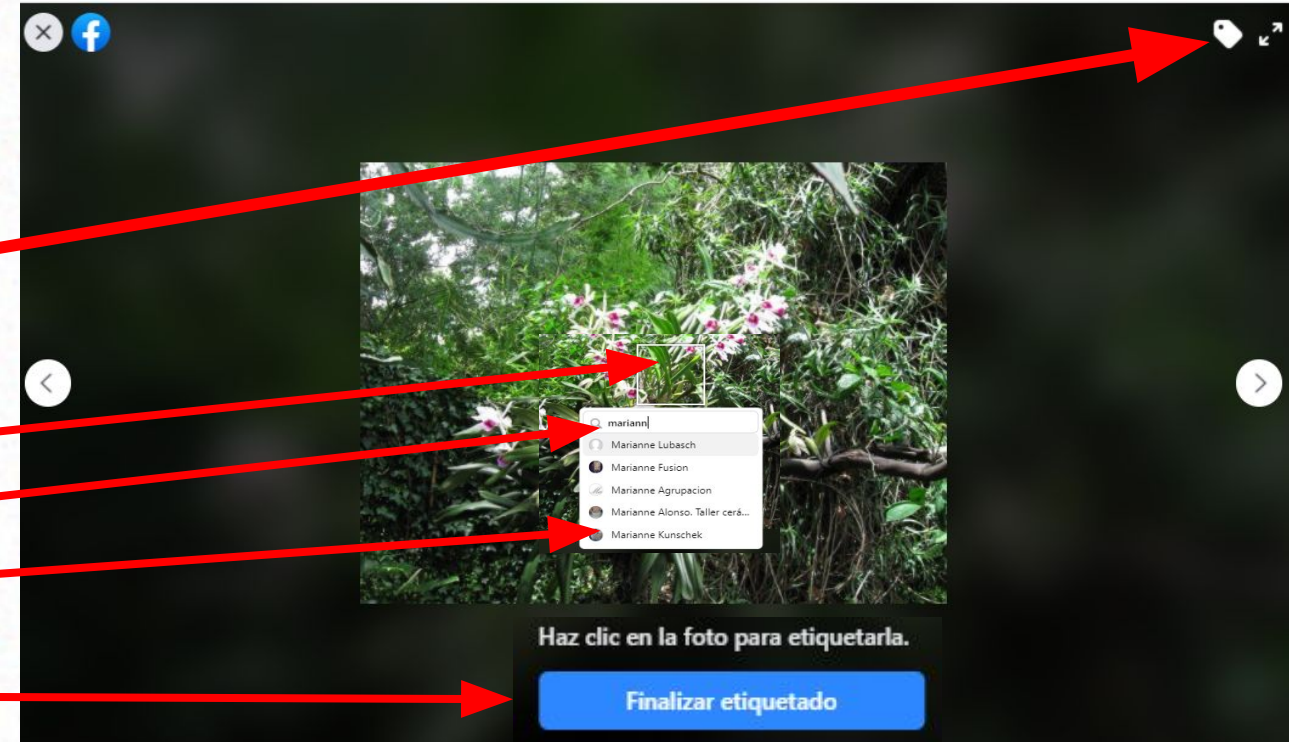 mariann
Marianne Lubasch
Marianne Fusion
Marianne Agrupacion
Marianne Alonso. Taller cerá...
Marianne Kunschek
Haz clic en la foto para etiquetarla.
Finalizar etiquetado